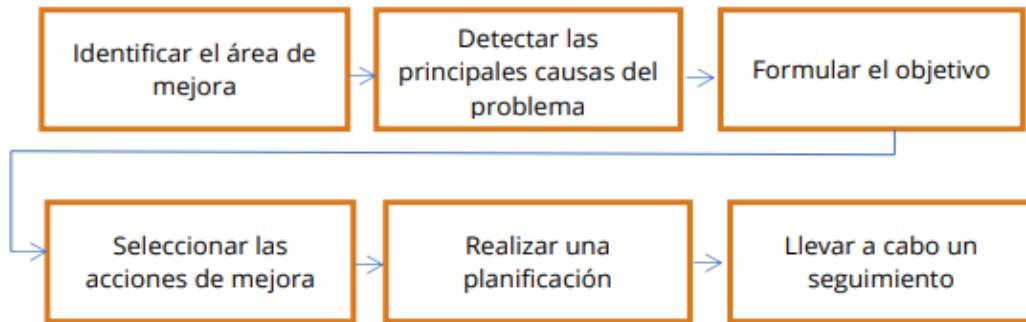 Identificar el área de
mejora
Detectar las
principales causas del
problema
Formular el objetivo
Seleccionar las
acciones de mejora
Realizar una
planificación
Llevar a cabo un
seguimiento